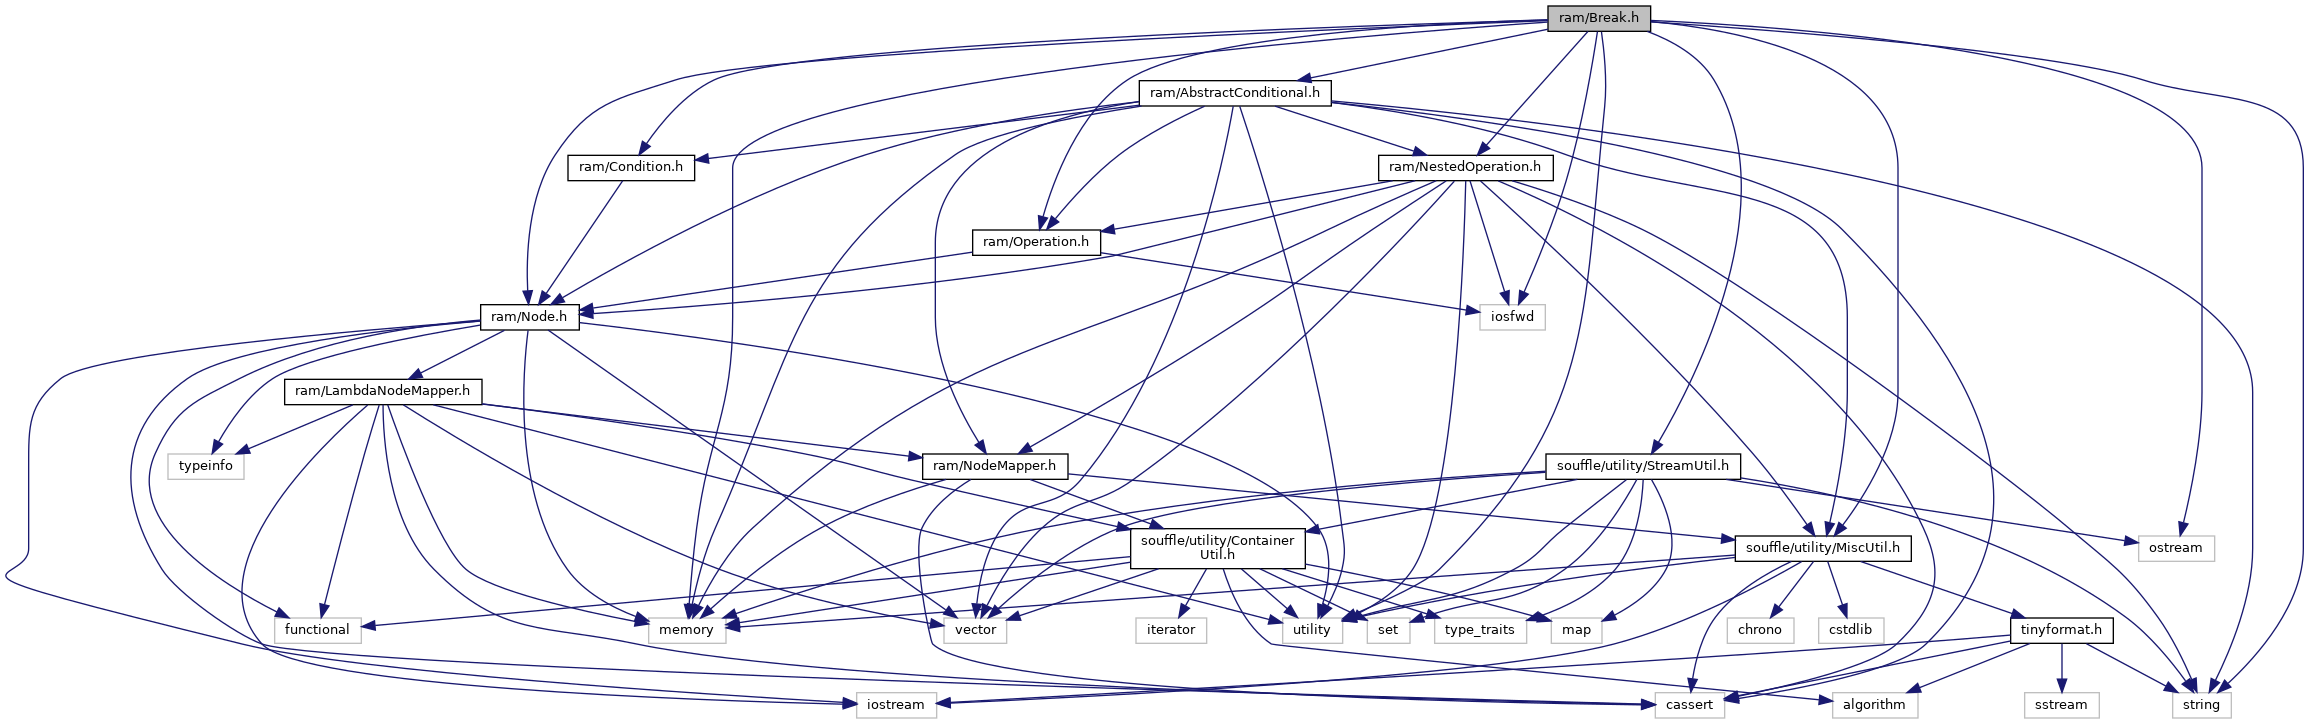 ram/Break.h
ram/AbstractConditional.h
ram/Condition.h
ram/NestedOperation.h
ram/Operation.h
ram/Node.h
iosfwd
ram/LambdaNodeMapper.h
typeinfo
ram/NodeMapper.h
souffle/utility/StreamUtil.h
souffle/utility/Container
Util.h
souffle/utility/MiscUtil.h
ostream
functional
memory
vector
iterator
utility
set
type_traits
map
chrono
cstdlib
tinyformat.h
iostream
cassert
algorithm
sstream
string